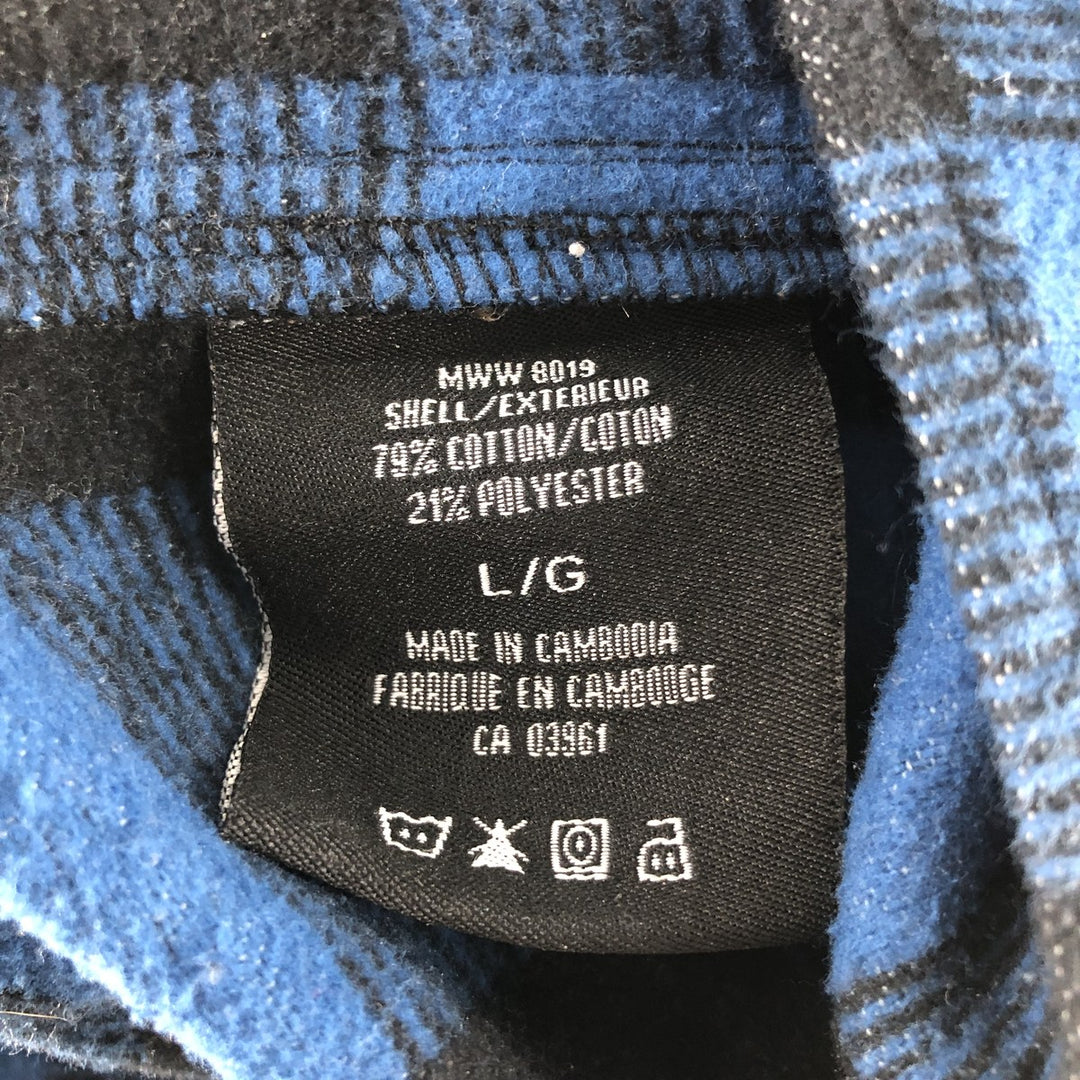 MWW 8019
SHELL/EXTERIEUR
79% COTTON/COTON
21% POLYESTER
L/G
MADE IN CAMBODIA
FABRIQUE EN CAMBODGE
CA 03961